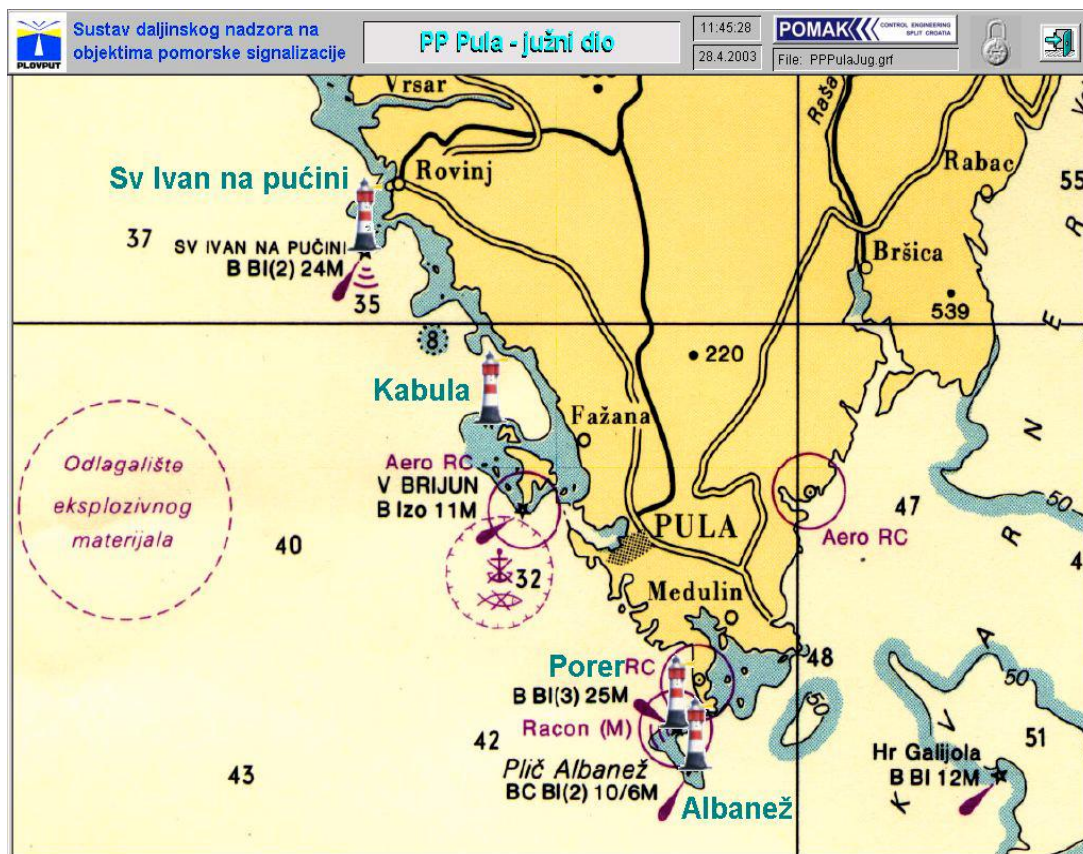 PLOVPUT
Sustav daljinskog nadzora na
objektima pomorske signalizacije
PP Pula - južni dio
11:45:28
28.4.2003
POMAK
CONTROL ENGINEERING
SPLIT CROATIA
File: PPPulaJug.grf
Vrsar
Raša
Rabac
Rovinj
Sv Ivan na pućini
55
37
SV IVAN NA PUČINI
B Bl(2) 24M
35
Bršica
539
8
220
Kabula
Fažana
Odlagalište
eksplozivnog
materijala
Aero RC
V BRIJUN
B Izo 11M
47
50
PULA
Aero RC
40
32
Medulin
48
Porer
RC
B Bl(3) 25M
50
50
Racon (M)
42
51
Hr Galijola
B Bl 12M
43
Plič Albanež
BC Bl(2) 10/6M
Albanež
K V A R N E R